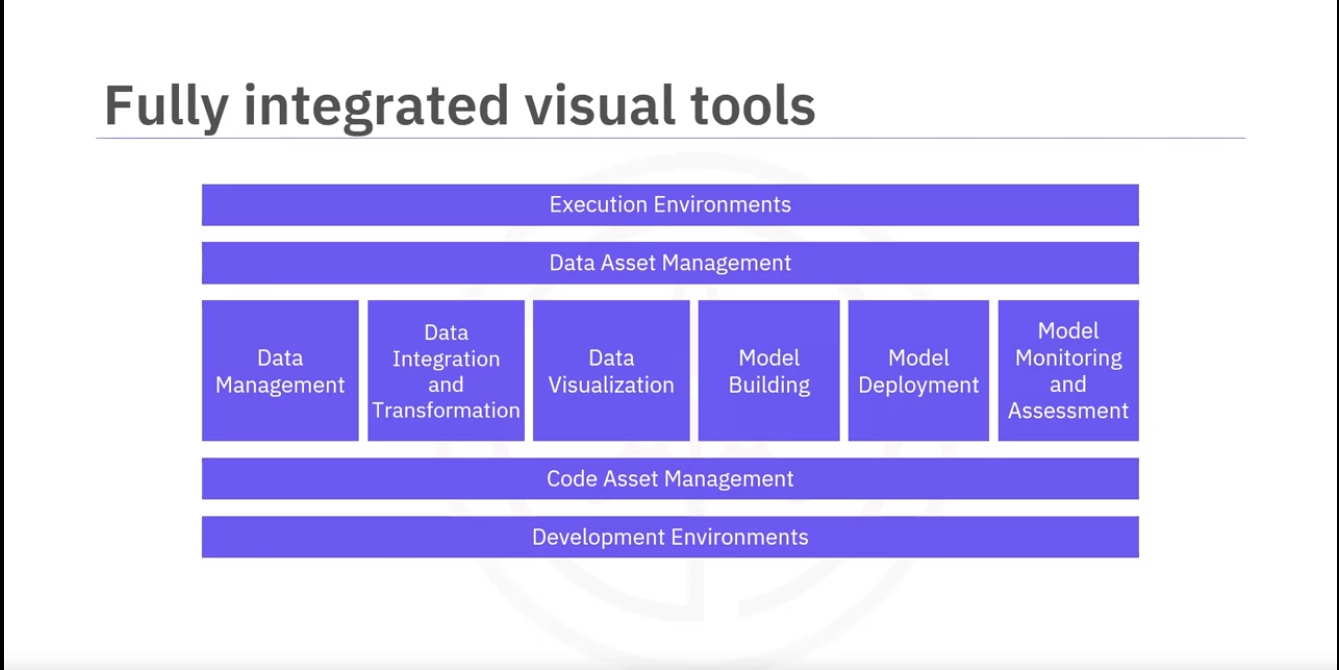 Fully integrated visual tools
Execution Environments
Data Asset Management
Data
Management
Data
Integration
and
Transformation
Data
Visualization
Model
Building
Model
Deployment
Model
Monitoring
and
Assessment
Code Asset Management
Development Environments